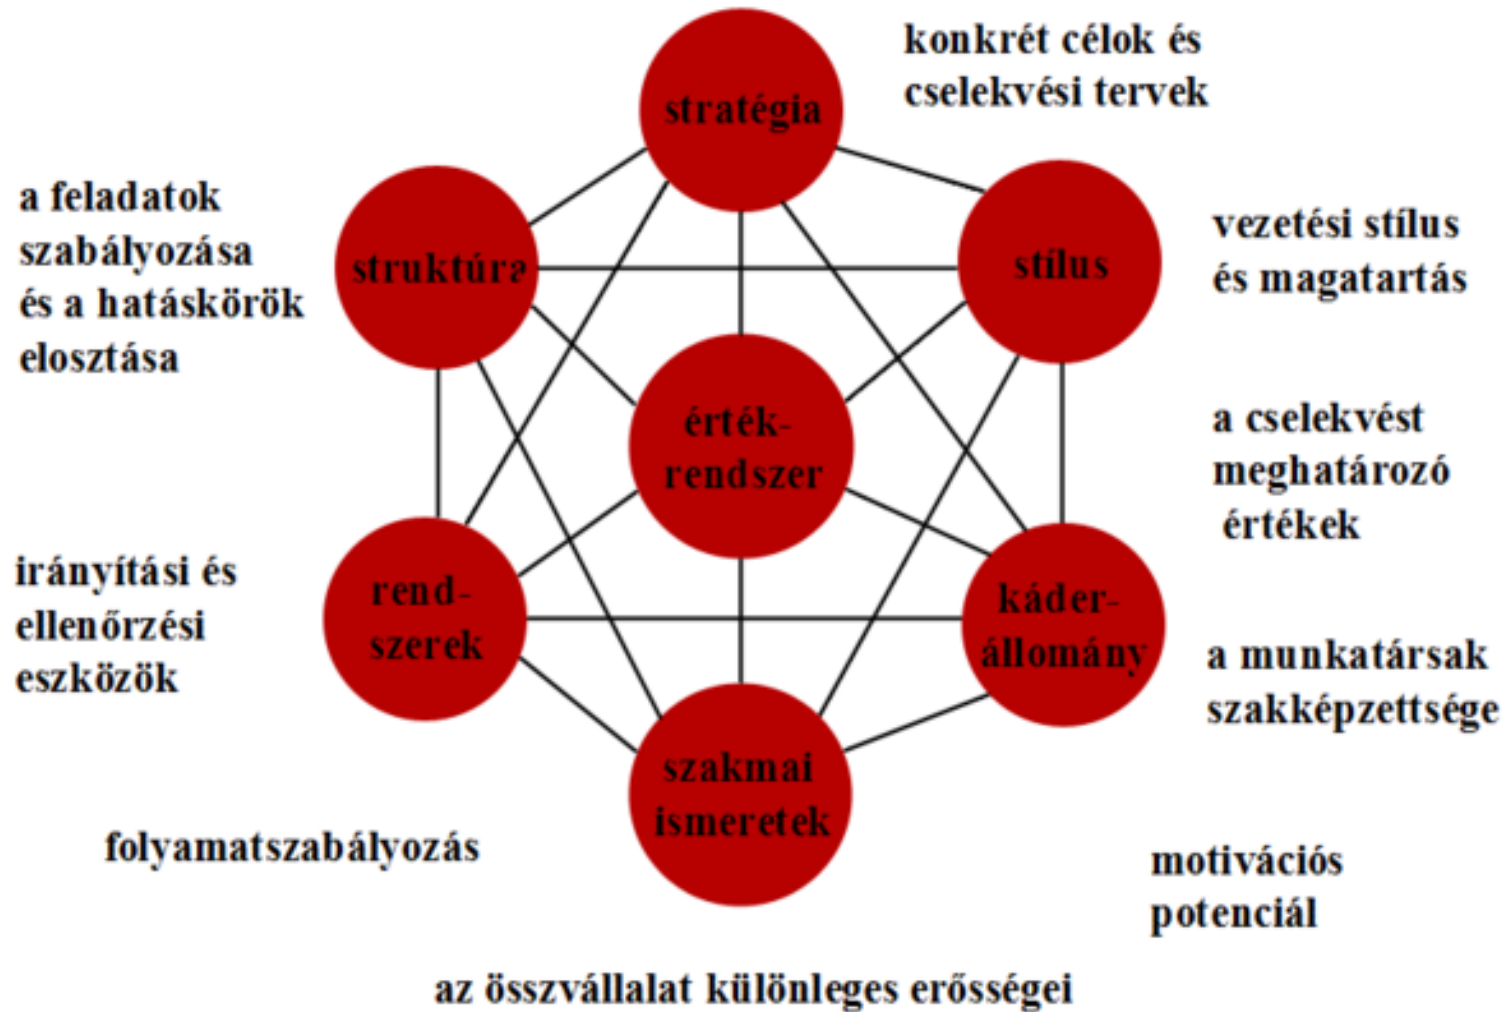 konkrét célok és
cselekvési tervek
stratégia
a feladatok
szabályozása
és a hatáskörök
elosztása
struktúra
stílus
vezetési stílus
és magatartás
érték-
rendszer
a cselekvést
meghatározó
értékek
irányítási és
ellenőrzési
eszközök
rend-
szerek
káder-
állomány
a munkatársak
szakképzettsége
szakmai
ismeretek
folyamatszabályozás
motivációs
potenciál
az összvállalat különleges erősségei